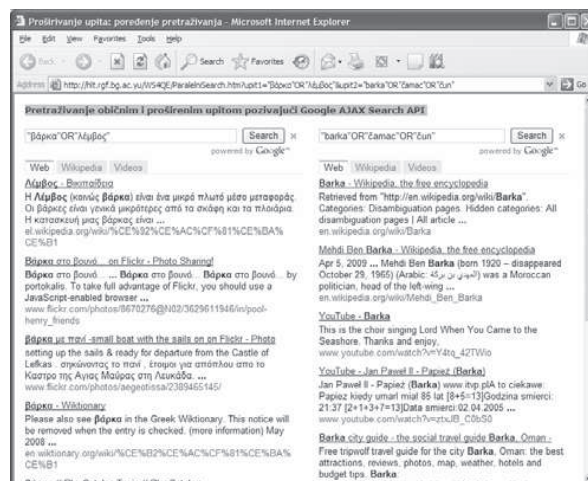 Proširivanje upita: poređenje pretraživanja - Microsoft Internet Explorer
File Edit View Favorites Tools Help
Back Search Favorites
Address http://hlt.rgf.bg.ac.yu/WS4QE/ParalelnSearch.htm?upit1="βάρκα"OR"λέμβος"&upit2="barka"OR"čamac"OR"čun" Go
Pretraživanje običnim i proširenim upitom pozivajući Google AJAX Search API
"βάρκα"OR"λέμβος" Search ×
powered by Google™
Web Wikipedia Videos
Λέμβος - Βικιπαίδεια
Η Λέμβος (κοινώς βάρκα) είναι ένα μικρό πλωτό μέσο μεταφοράς.
Οι βάρκες είναι γενικά μικρότερες από τα σκάφη και τα πλοιάρια.
Η κατασκευή μιας βάρκας είναι ...
el.wikipedia.org/wiki/%CE%92%CE%AC%CF%81%CE%BA%
CE%B1
Βάρκα στο βουνό... on Flickr - Photo Sharing!
Βάρκα στο βουνό. ... Βάρκα στο βουνό... Βάρκα στο βουνό... by
portokalis. To take full advantage of Flickr, you should use a
JavaScript-enabled browser ...
www.flickr.com/photos/8670276@N02/3629611946/in/pool-
henry_friends
βάρκα με πανί -small boat with the sails on on Flickr - Photo
setting up the sails & ready for departure from the Castle of
Lefkas . σηκώνοντας το πανί , έτοιμοι για απόπλου απο το
Καστρο της Αγιας Μαύρας στη Λευκάδα. ...
www.flickr.com/photos/aegeotissa/2389465145/
βάρκα - Wiktionary
Please also see βάρκα in the Greek Wiktionary. This notice will
be removed when the entry is checked. (more information) May
2008 ...
en.wiktionary.org/wiki/%CE%B2%CE%AC%CF%81%CE%BA%
CE%B1
"barka"OR"čamac"OR"čun" Search ×
powered by Google™
Web Wikipedia Videos
Barka - Wikipedia, the free encyclopedia
Retrieved from "http://en.wikipedia.org/wiki/Barka".
Categories: Disambiguation pages. Hidden categories: All
disambiguation pages | All article ...
en.wikipedia.org/wiki/Barka
Mehdi Ben Barka - Wikipedia, the free encyclopedia
Apr 5, 2009 ... Mehdi Ben Barka (born 1920 – disappeared
October 29, 1965) (Arabic: المهدي بن بركة) was a Moroccan
politician, head of the left-wing ...
en.wikipedia.org/wiki/Mehdi_Ben_Barka
YouTube - Barka
This is the choir singing Lord When You Came to the
Seashore. Thanks and enjoy,
www.youtube.com/watch?v=Y4tq_42TWio
YouTube - Jan Paweł II - Papież (Barka)
Jan Paweł II - Papież (Barka) www itvp plA to ciekawe:
Papiez kiedy umarl mial 85 lat [8+5=13]Godzina smierci:
21:37 [2+1+3+7=13]Data smierci:02.04.2005 ...
www.youtube.com/watch?v=ztxJB_C0bS0
Barka city guide - the social travel guide Barka, Oman -
Free tripwolf travel guide for the city Barka, Oman: the best
attractions, reviews, photos, map, weather, hotels and
budget tips. Barka.